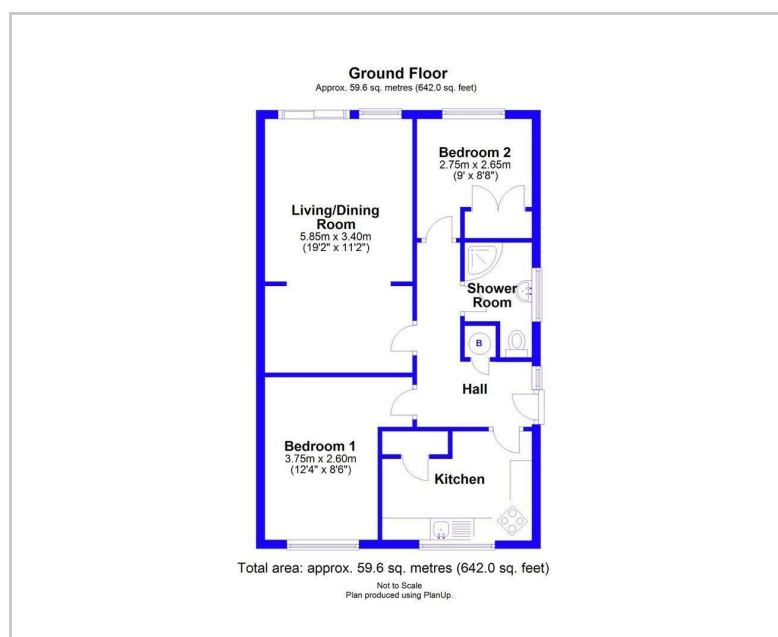 Ground Floor
Approx. 59.6 sq. metres (642.0 sq. feet)
Bedroom 2
2.75m x 2.65m
(9' x 8'8")
Living/Dining
Room
5.85m x 3.40m
(19'2" x 11'2")
Shower
Room
B
Hall
Bedroom 1
3.75m x 2.60m
(12'4" x 8'6")
Kitchen
Total area: approx. 59.6 sq. metres (642.0 sq. feet)
Not to Scale
Plan produced using PlanUp.